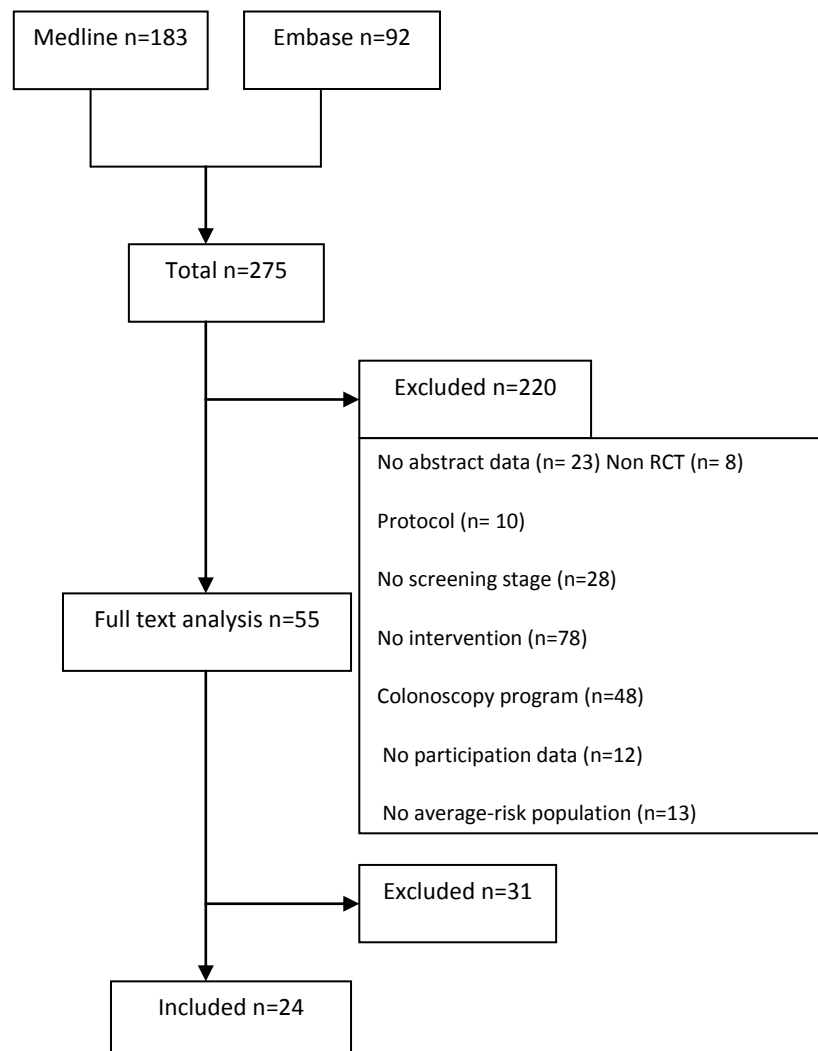 Medline n=183
Embase n=92
Total n=275
Excluded n=220
No abstract data (n= 23) Non RCT (n= 8)
Protocol (n= 10)
No screening stage (n=28)
No intervention (n=78)
Colonoscopy program (n=48)
No participation data (n=12)
No average-risk population (n=13)
Full text analysis n=55
Excluded n=31
Included n=24